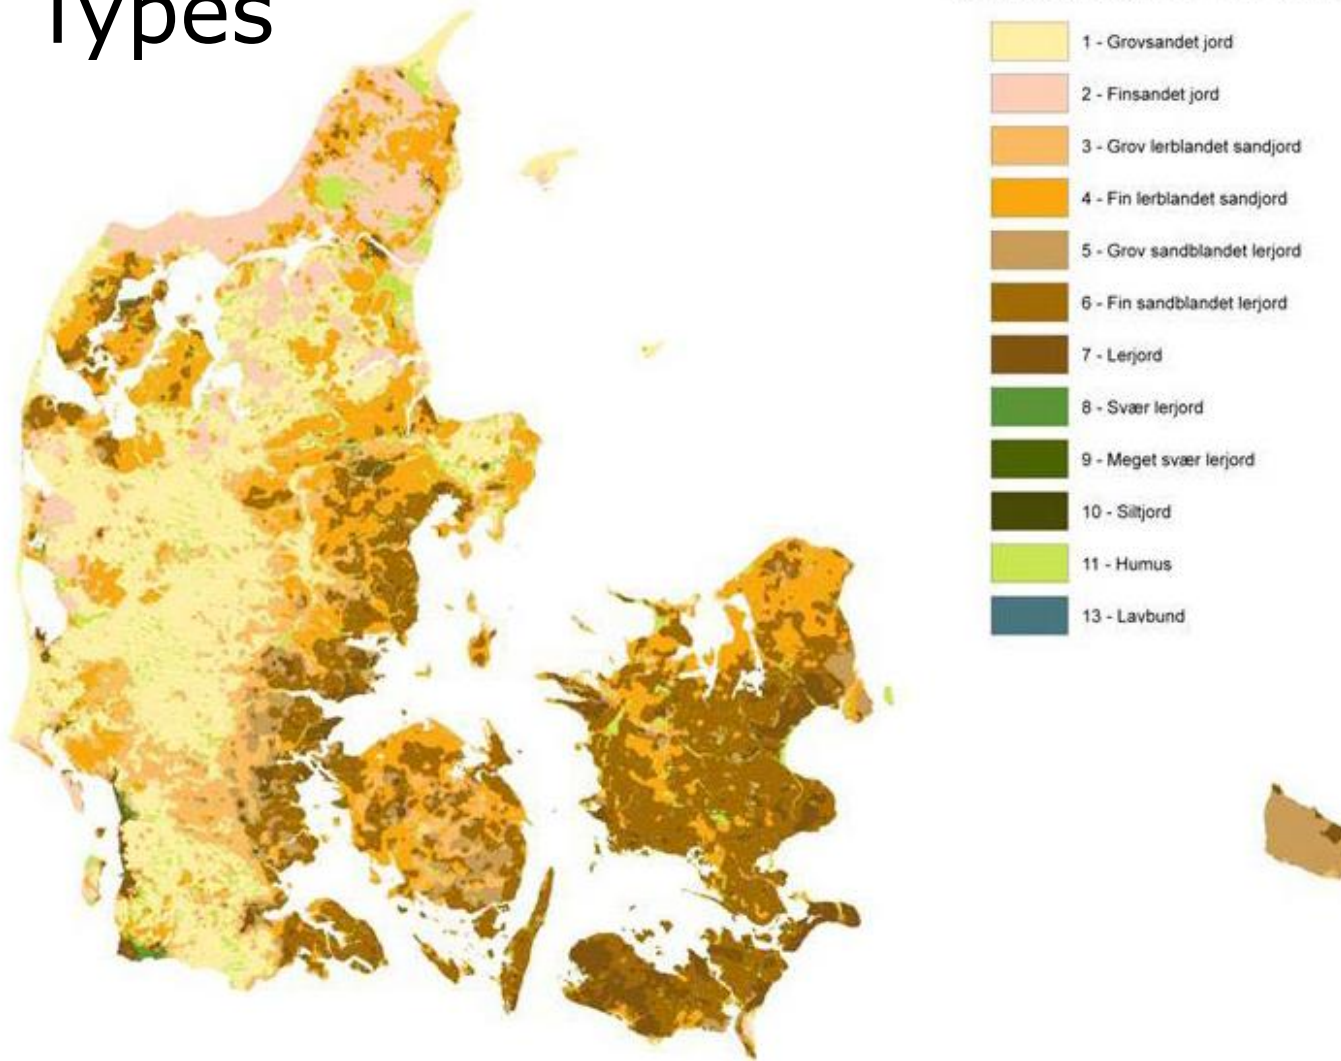 Types
1 - Grovsandet jord
2 - Finsandet jord
3 - Grov lerblandet sandjord
4 - Fin lerblandet sandjord
5 - Grov sandblandet lerjord
6 - Fin sandblandet lerjord
7 - Lerjord
8 - Svær lerjord
9 - Meget svær lerjord
10 - Siltjord
11 - Humus
13 - Lavbund